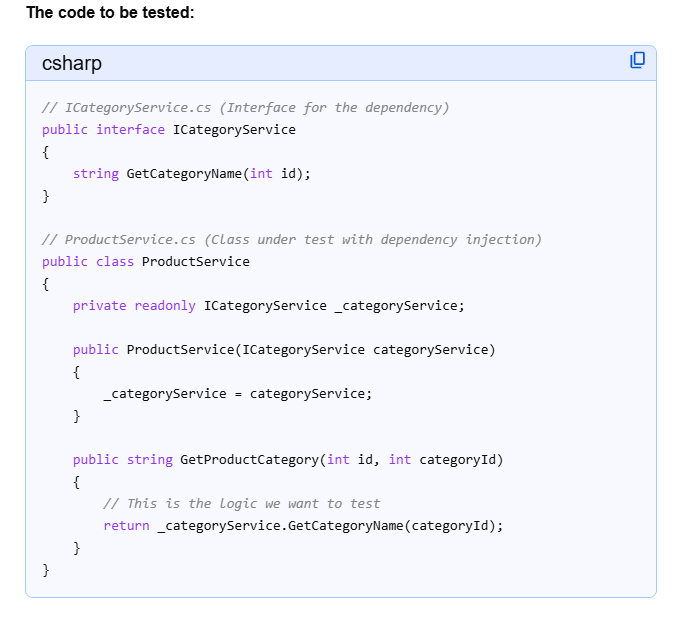 The code to be tested:
csharp
// ICategoryService.cs (Interface for the dependency)
public interface ICategoryService
{
    string GetCategoryName(int id);
}
// ProductService.cs (Class under test with dependency injection)
public class ProductService
{
    private readonly ICategoryService _categoryService;
    public ProductService(ICategoryService categoryService)
    {
        _categoryService = categoryService;
    }
    public string GetProductCategory(int id, int categoryId)
    {
        // This is the logic we want to test
        return _categoryService.GetCategoryName(categoryId);
    }
}